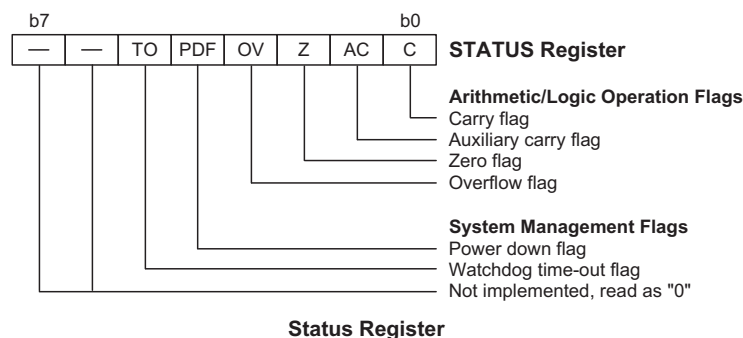 b7 b0
— — TO PDF OV Z AC C STATUS Register
Arithmetic/Logic Operation Flags
Carry flag
Auxiliary carry flag
Zero flag
Overflow flag
System Management Flags
Power down flag
Watchdog time-out flag
Not implemented, read as "0"
Status Register